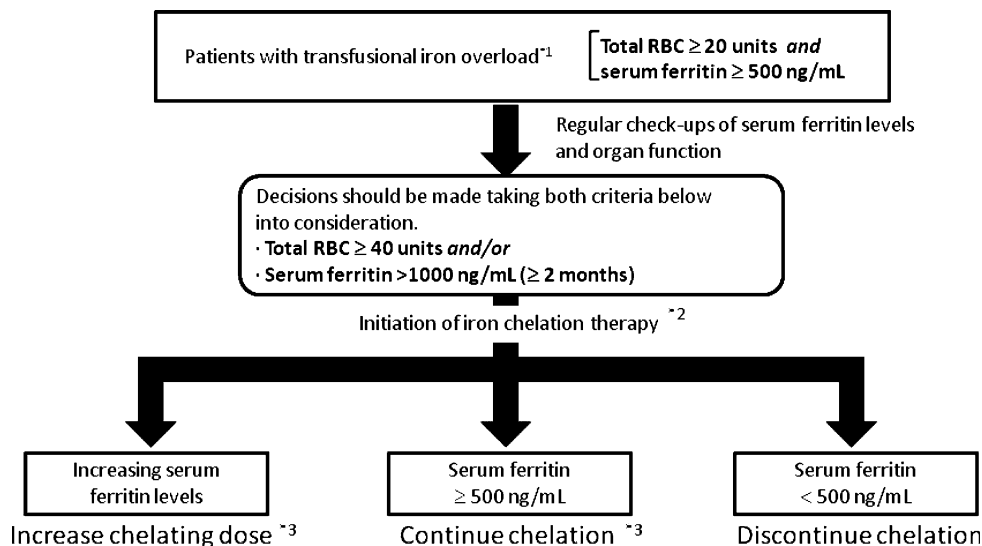 Patients with transfusional iron overload*1
Total RBC ≥ 20 units and
serum ferritin ≥ 500 ng/mL
Regular check-ups of serum ferritin levels
and organ function
Decisions should be made taking both criteria below
into consideration.
· Total RBC ≥ 40 units and/or
· Serum ferritin >1000 ng/mL (≥ 2 months)
Initiation of iron chelation therapy *2
Increasing serum
ferritin levels
Increase chelating dose *3
Serum ferritin
≥ 500 ng/mL
Continue chelation *3
Serum ferritin
< 500 ng/mL
Discontinue chelation